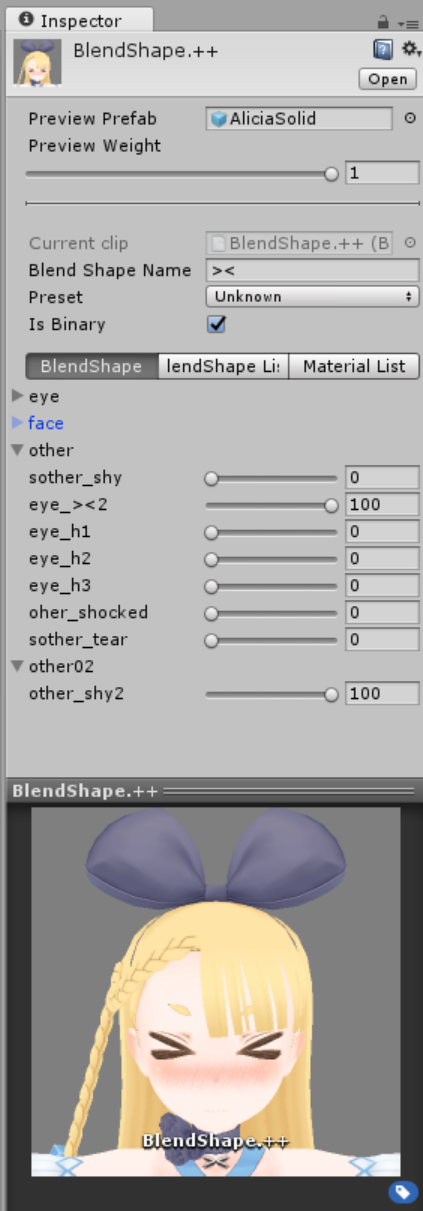 Inspector
BlendShape.++
Open
Preview Prefab AliciaSolid
Preview Weight
1
Current clip BlendShape.++ (B
Blend Shape Name ><
Preset Unknown
Is Binary
BlendShape lendShape Li: Material List
eye
face
other
sother_shy 0
eye_><2 100
eye_h1 0
eye_h2 0
eye_h3 0
oher_shocked 0
sother_tear 0
other02
other_shy2 100
BlendShape.++
BlendShape.++